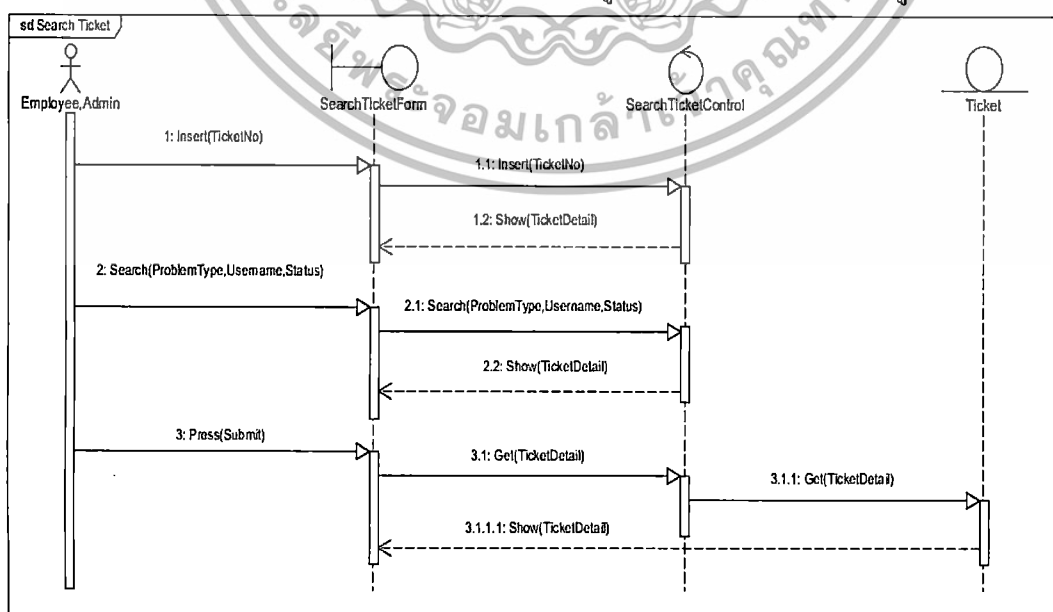 sd Search Ticket
Employee,Admin
SearchTicketForm
SearchTicketControl
Ticket
1: Insert(TicketNo)
1.1: Insert(TicketNo)
1.2: Show(TicketDetail)
2: Search(ProblemType,Username,Status)
2.1: Search(ProblemType,Username,Status)
2.2: Show(TicketDetail)
3: Press(Submit)
3.1: Get(TicketDetail)
3.1.1: Get(TicketDetail)
3.1.1.1: Show(TicketDetail)